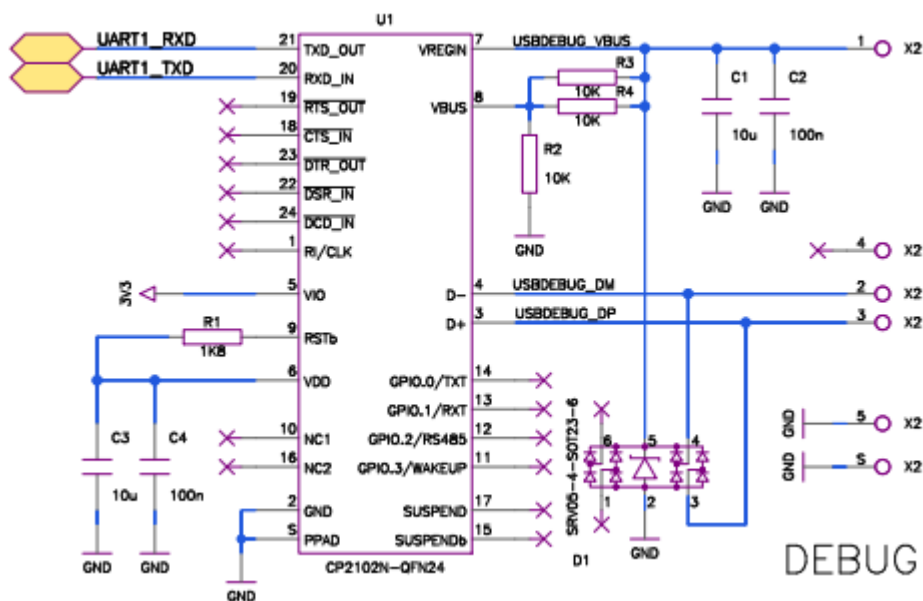 U1
UART1_RXD
21
TXD_OUT
VREGIN
7
USBDEBUG_VBUS
1
X2
UART1_TXD
20
RXD_IN
R3
10K
C1
C2
19
RTS_OUT
VBUS
8
R4
10K
10u
100n
18
CTS_IN
23
DTR_OUT
R2
10K
22
DSR_IN
24
DCD_IN
GND
GND
1
RI/CLK
GND
4
X2
3V3
5
VIO
D-
4
USBDEBUG_DM
2
X2
R1
1K8
9
RSTb
D+
3
USBDEBUG_DP
3
X2
6
VDD
GPIO.0/TXT
14
GPIO.1/RXT
13
C3
C4
10
NC1
GPIO.2/RS485
12
GND
5
X2
16
NC2
GPIO.3/WAKEUP
11
GND
S
X2
10u
100n
SRV05-4-SOT23-6
6
5
4
1
2
3
2
GND
SUSPEND
17
S
PPAD
SUSPENDb
15
D1
GND
GND
GND
GND
CP2102N-QFN24
DEBUG